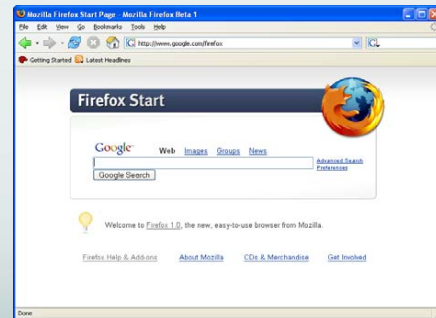 Mozilla Firefox Start Page - Mozilla Firefox Beta 1
File Edit View Go Bookmarks Tools Help
http://www.google.com/firefox
Getting Started Latest Headlines
Firefox Start
Google Web Images Groups News
Advanced Search
Preferences
Google Search
Welcome to Firefox 1.0, the new, easy-to-use browser from Mozilla.
Firefox Help & Add-ons About Mozilla CDs & Merchandise Get Involved
Done